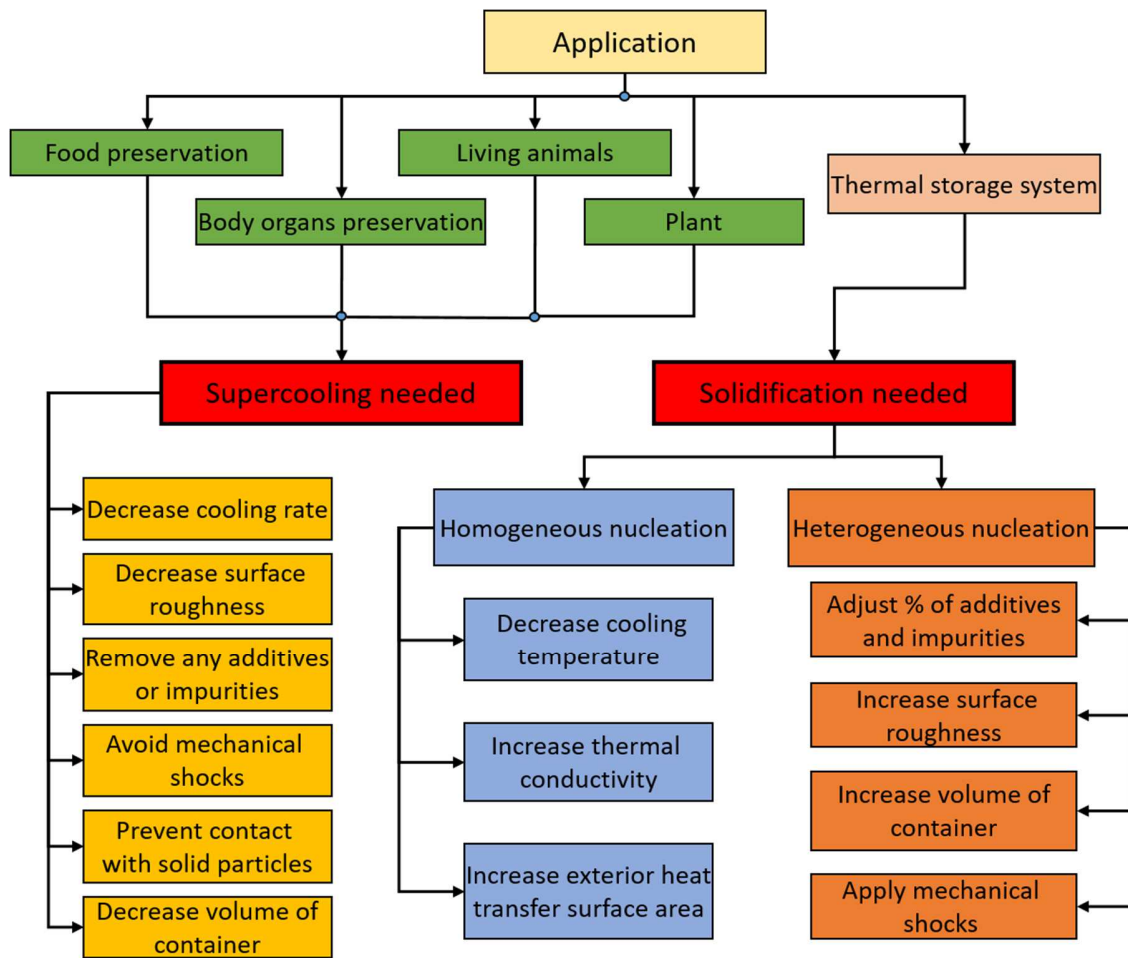 Application
Food preservation
Living animals
Thermal storage system
Body organs preservation
Plant
Supercooling needed
Solidification needed
Decrease cooling rate
Decrease surface
roughness
Remove any additives
or impurities
Avoid mechanical
shocks
Prevent contact
with solid particles
Decrease volume of
container
Homogeneous nucleation
Decrease cooling
temperature
Increase thermal
conductivity
Increase exterior heat
transfer surface area
Heterogeneous nucleation
Adjust % of additives
and impurities
Increase surface
roughness
Increase volume of
container
Apply mechanical
shocks